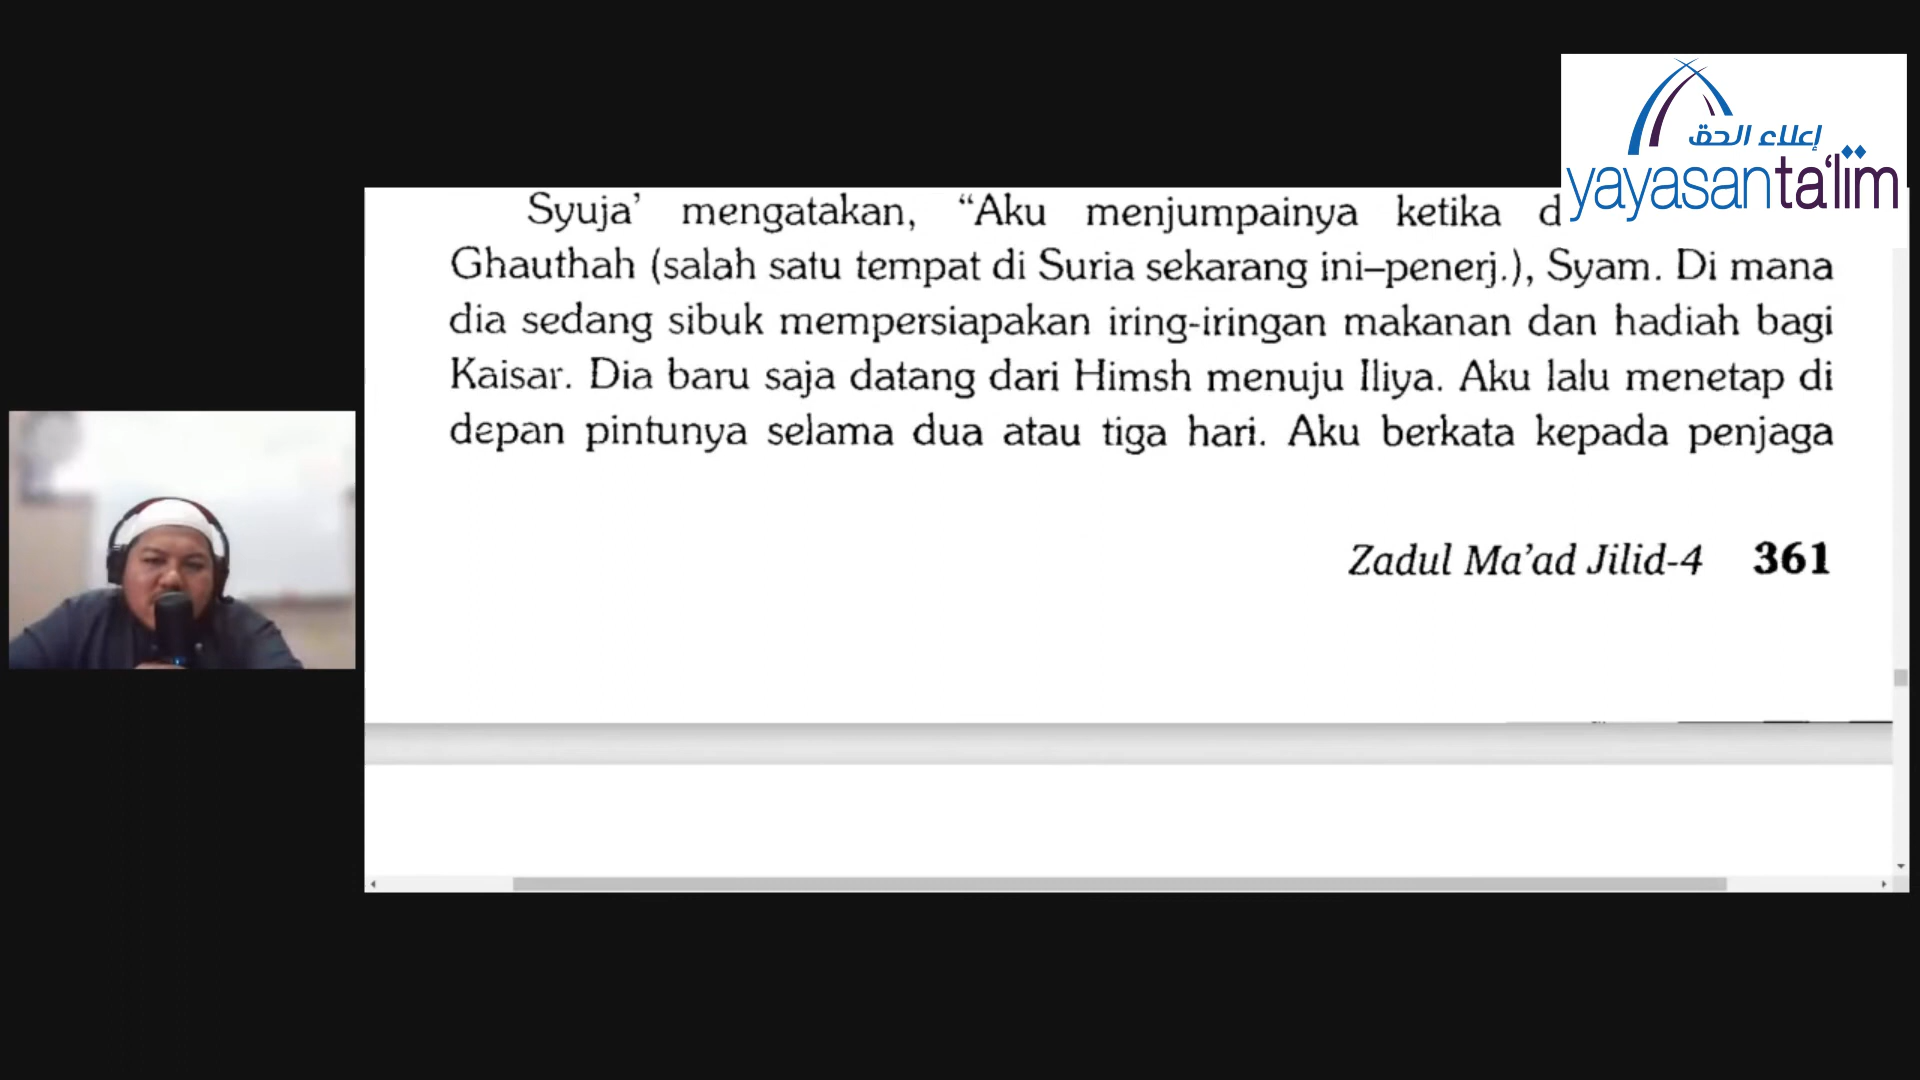 إعلاء الحق
yayasanta'lim
Syuja’ mengatakan, “Aku menjumpainya ketika d
Ghauthah (salah satu tempat di Suria sekarang ini–penerj.), Syam. Di mana
dia sedang sibuk mempersiapakan iring-iringan makanan dan hadiah bagi
Kaisar. Dia baru saja datang dari Himsh menuju Iliya. Aku lalu menetap di
depan pintunya selama dua atau tiga hari. Aku berkata kepada penjaga
Zadul Ma’ad Jilid-4 361